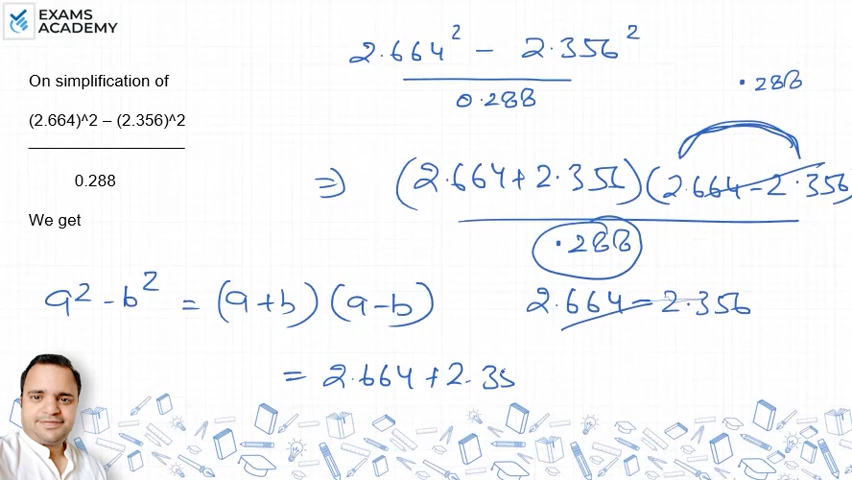 EXAMS
ACADEMY
On simplification of
(2.664)^2 – (2.356)^2
0.288
We get
2.664² – 2.356²
0.288
.288
⇒ (2.664+2.356)(2.664-2.356)
.288
a² - b² = (a+b)(a-b)
2.664 - 2.356
= 2.664+2.35